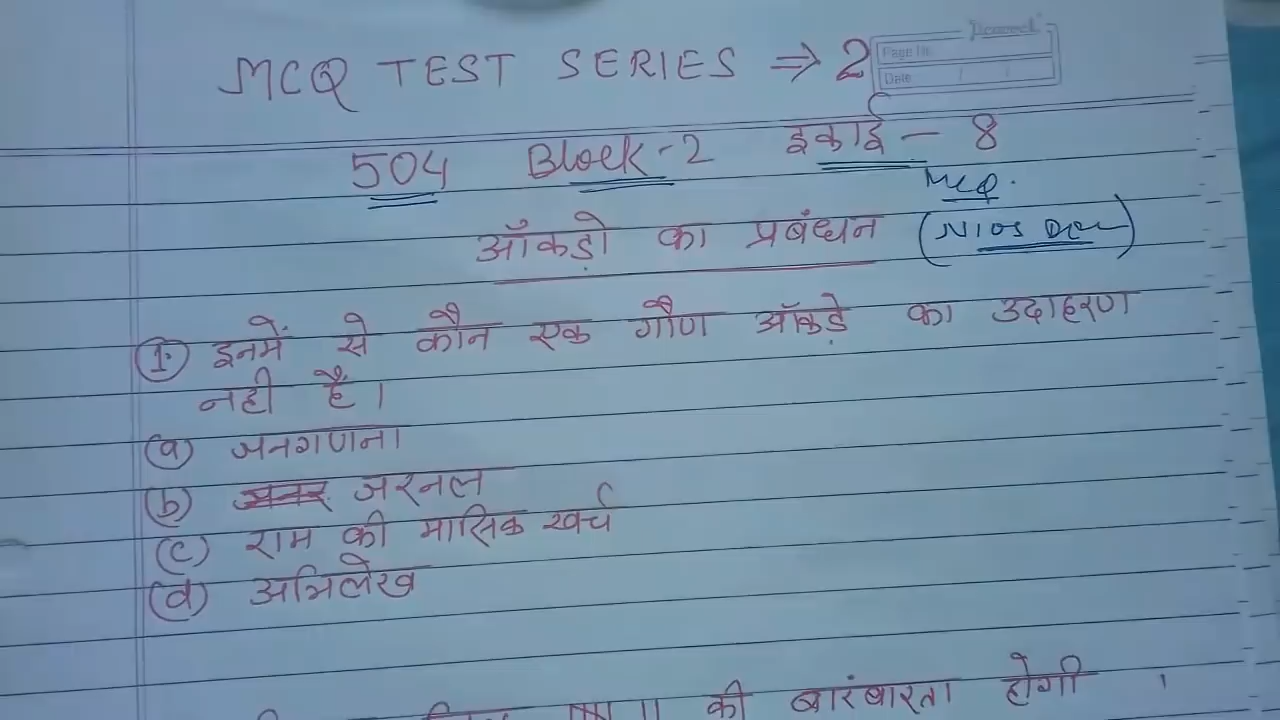 MCQ TEST SERIES ⇒ 2
Page No.
Date
504 Block-2 इकाई - 8
MCQ.
आँकड़ो का प्रबंधन (NIOS
① इनमें से कौन एक गौण आँकड़े का उदाहरण
नही है।
(a) जनगणना
(b) जरनल
(c) राम की मासिक खर्च
(d) अभिलेख
की बारंबारता होगी ।